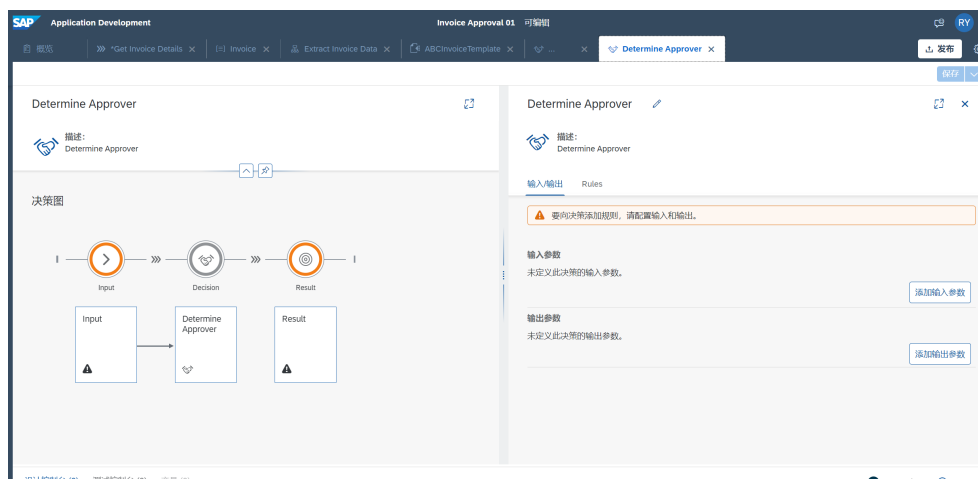 SAP Application Development Invoice Approval 01 可编辑 RY
概览 *Get Invoice Details Invoice Extract Invoice Data ABCInvoiceTemplate ... Determine Approver 发布
保存
Determine Approver
描述:
Determine Approver
决策图
Input Decision Result
Input Determine Approver Result
Determine Approver
描述:
Determine Approver
输入/输出 Rules
要向决策添加规则，请配置输入和输出。
输入参数
未定义此决策的输入参数。
添加输入参数
输出参数
未定义此决策的输出参数。
添加输出参数